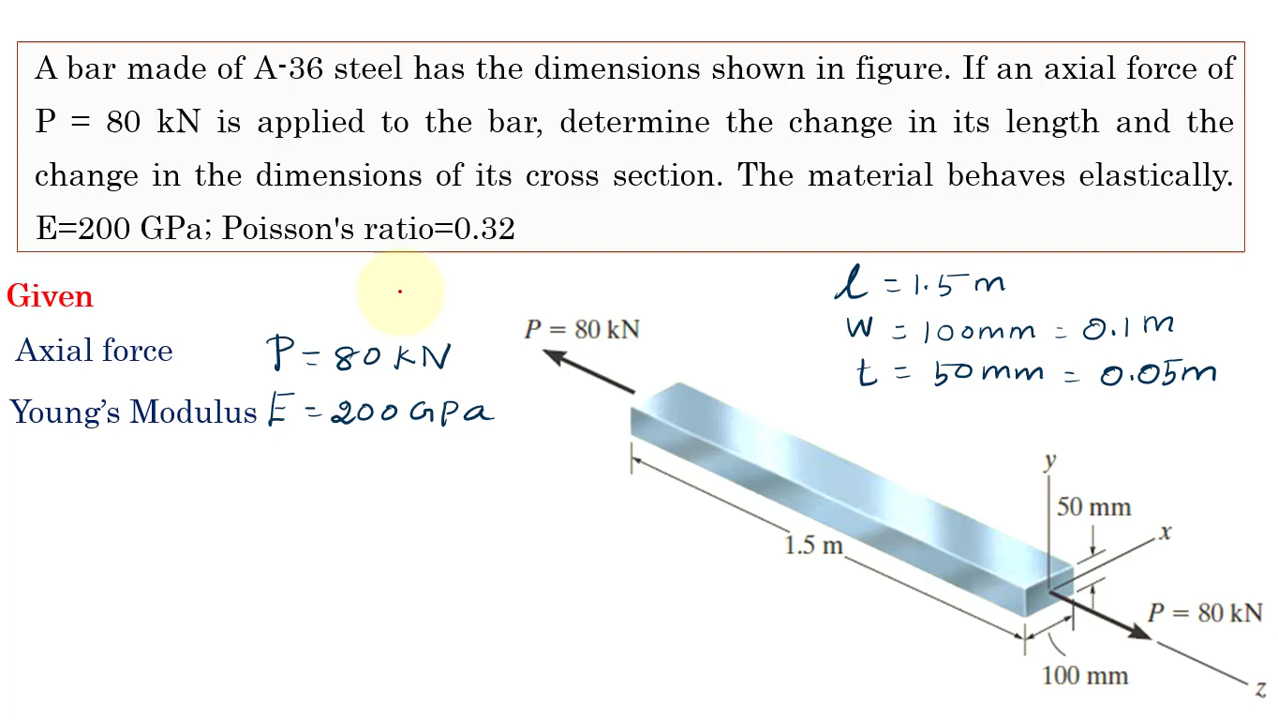 A bar made of A-36 steel has the dimensions shown in figure. If an axial force of
P = 80 kN is applied to the bar, determine the change in its length and the
change in the dimensions of its cross section. The material behaves elastically.
E=200 GPa; Poisson's ratio=0.32
Given
Axial force P = 80 KN
Young's Modulus E = 200 GPa
l = 1.5 m
W = 100mm = 0.1 m
t = 50 mm = 0.05m
P = 80 kN
y
50 mm
x
1.5 m
P = 80 kN
100 mm
z